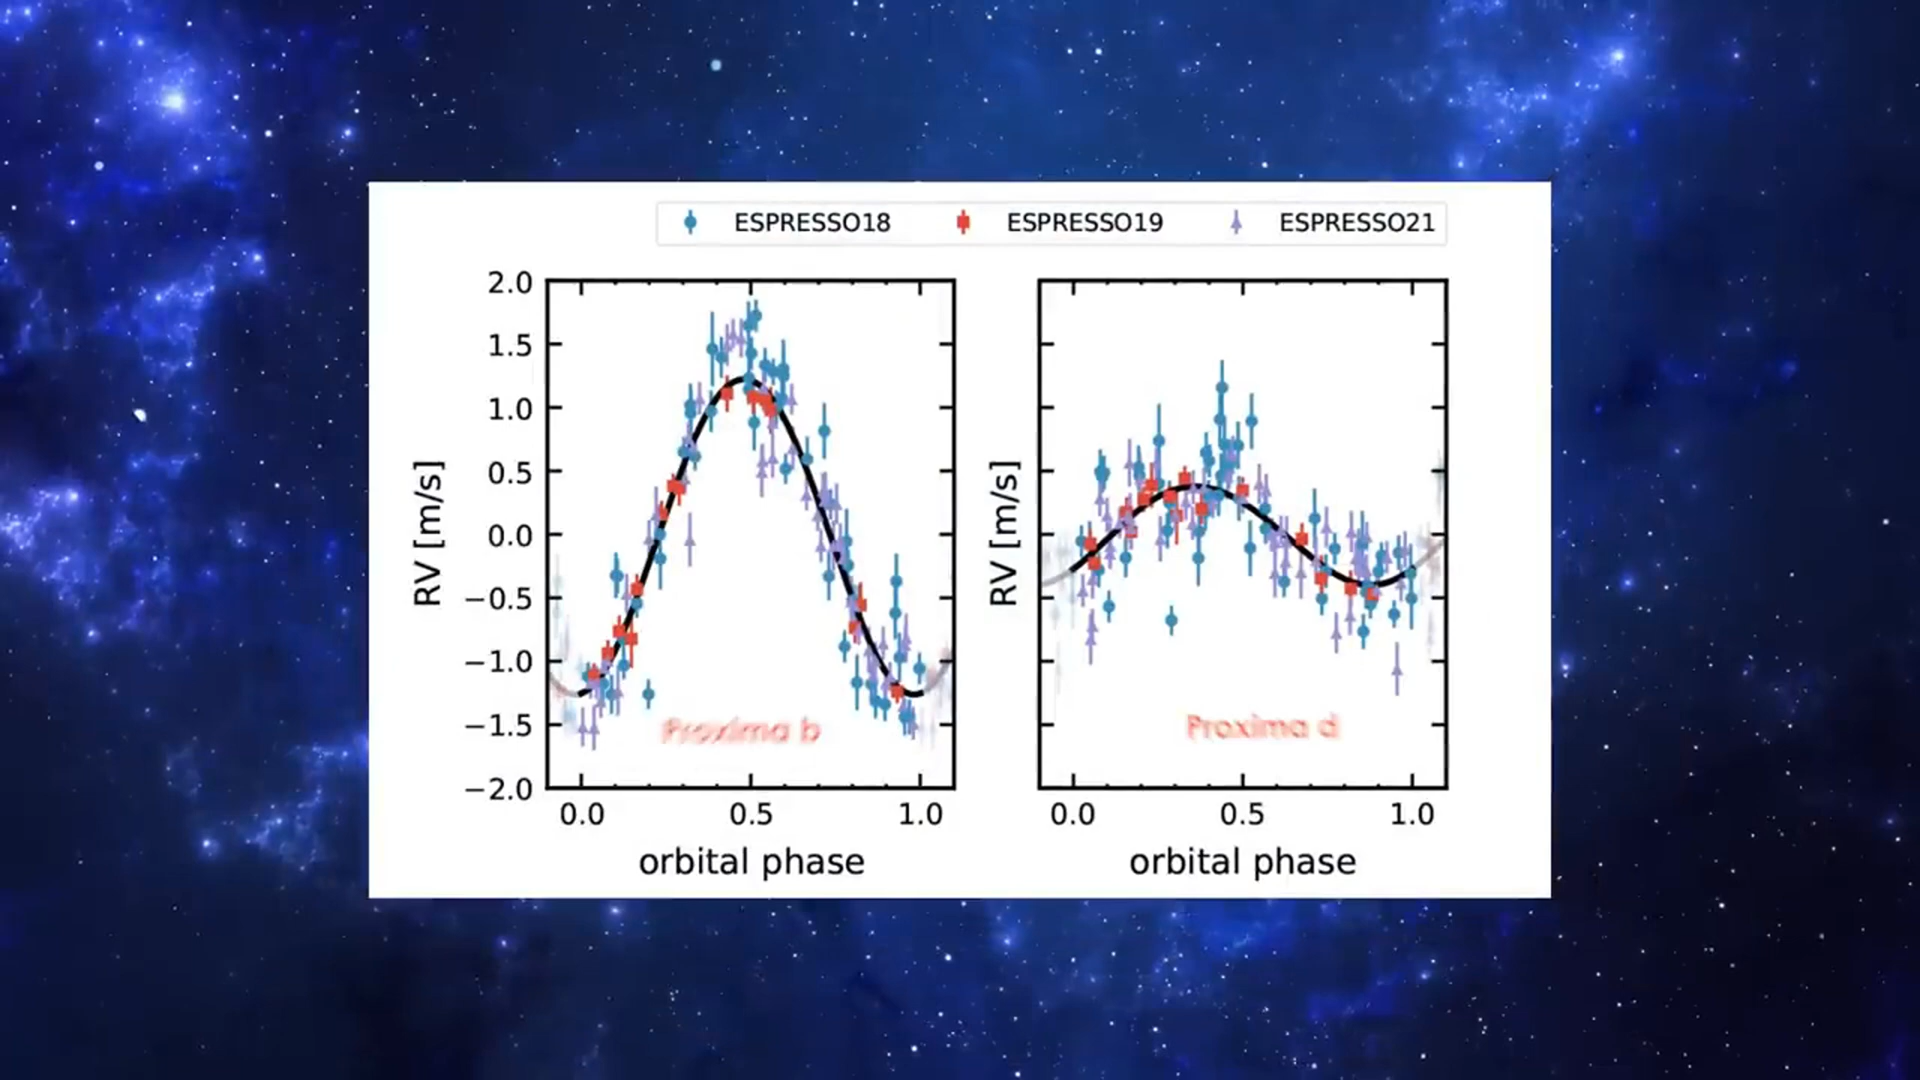 ESPRESSO18 ESPRESSO19 ESPRESSO21
2.0
1.5
1.0
0.5
0.0
−0.5
−1.0
−1.5
−2.0
RV [m/s]
Proxima b
0.0 0.5 1.0
orbital phase
RV [m/s]
Proxima d
0.0 0.5 1.0
orbital phase